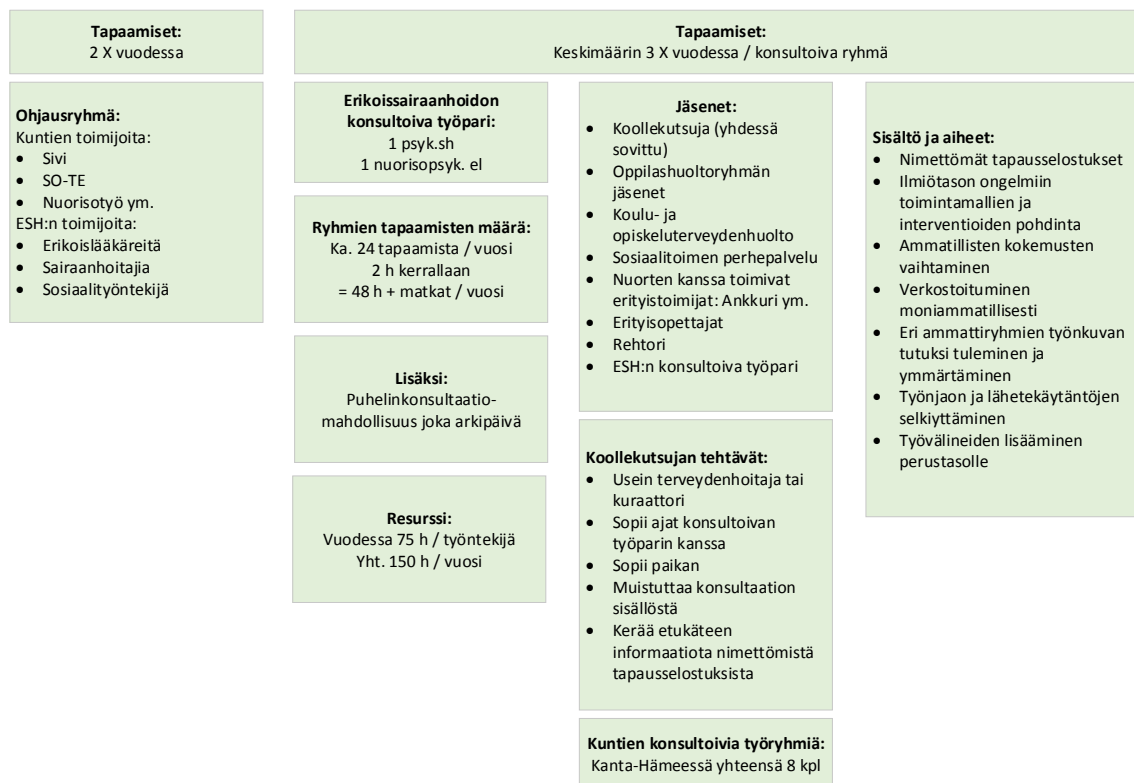 Tapaamiset:
2 X vuodessa
Tapaamiset:
Keskimäärin 3 X vuodessa / konsultoiva ryhmä
Ohjausryhmä:
Kuntien toimijoita:
• Sivi
• SO-TE
• Nuorisotyö ym.
ESH:n toimijoita:
• Erikoislääkäreitä
• Sairaanhoitajia
• Sosiaalityöntekijä
Erikoissairaanhoidon
konsultoiva työpari:
1 psyk.sh
1 nuorisopsyk. el
Ryhmien tapaamisten määrä:
Ka. 24 tapaamista / vuosi
2 h kerrallaan
= 48 h + matkat / vuosi
Lisäksi:
Puhelinkonsultaatio-
mahdollisuus joka arkipäivä
Resurssi:
Vuodessa 75 h / työntekijä
Yht. 150 h / vuosi
Jäsenet:
• Koollekutsuja (yhdessä
sovittu)
• Oppilashuoltoryhmän
jäsenet
• Koulu- ja
opiskeluterveydenhuolto
• Sosiaalitoimen perhepalvelu
• Nuorten kanssa toimivat
erityistoimijat: Ankkuri ym.
• Erityisopettajat
• Rehtori
• ESH:n konsultoiva työpari
Koollekutsujan tehtävät:
• Usein terveydenhoitaja tai
kuraattori
• Sopii ajat konsultoivan
työparin kanssa
• Sopii paikan
• Muistuttaa konsultaation
sisällöstä
• Kerää etukäteen
informaatiota nimettömistä
tapausselostuksista
Kuntien konsultoivia työryhmiä:
Kanta-Hämeessä yhteensä 8 kpl
Sisältö ja aiheet:
• Nimettömät tapausselostukset
• Ilmiötason ongelmiin
toimintamallien ja
interventioiden pohdinta
• Ammatillisten kokemusten
vaihtaminen
• Verkostoituminen
moniammatillisesti
• Eri ammattiryhmien työnkuvan
tutuksi tuleminen ja
ymmärtäminen
• Työnjaon ja lähetekäytäntöjen
selkiyttäminen
• Työvälineiden lisääminen
perustasolle